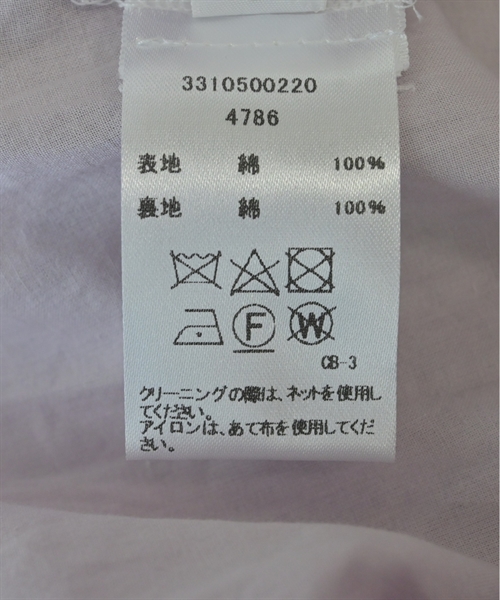 3310500220
4786
表地 綿 100%
裏地 綿 100%
F W
CB-3
クリーニングの際は、ネットを使用し
てください。
アイロンは、あて布を使用してくだ
さい。